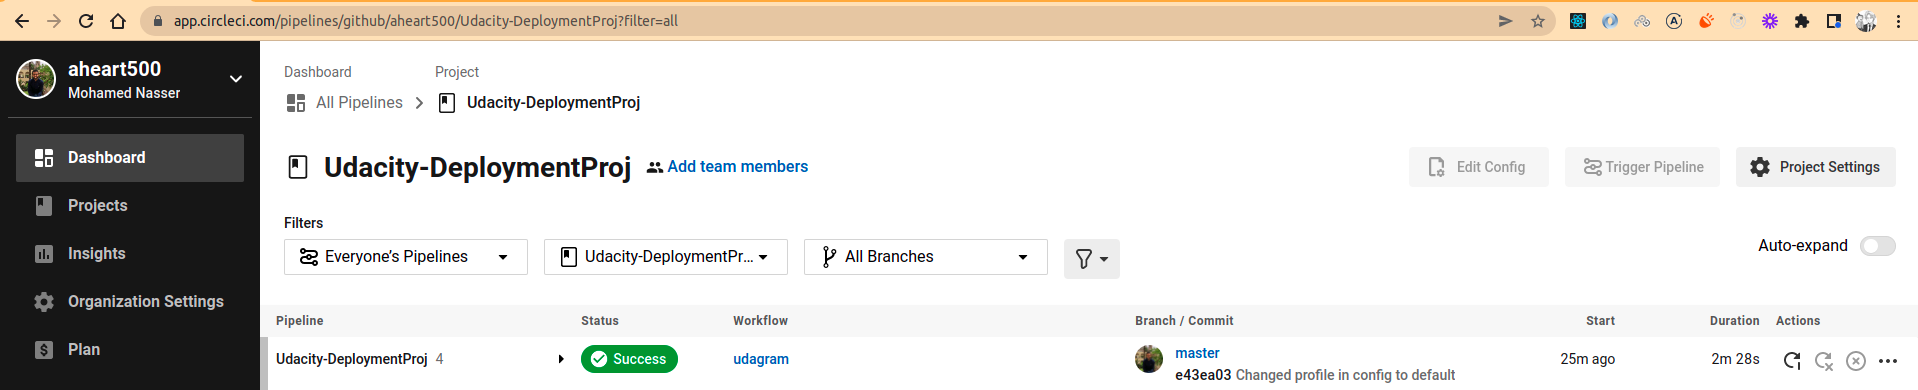 app.circleci.com/pipelines/github/aheart500/Udacity-DeploymentProj?filter=all
aheart500
Mohamed Nasser
Dashboard
Projects
Insights
Organization Settings
Plan
Dashboard Project
All Pipelines Udacity-DeploymentProj
Udacity-DeploymentProj Add team members Edit Config Trigger Pipeline Project Settings
Filters
Everyone’s Pipelines Udacity-DeploymentPr... All Branches Auto-expand
Pipeline Status Workflow Branch / Commit Start Duration Actions
Udacity-DeploymentProj 4 Success udagram master 25m ago 2m 28s
e43ea03 Changed profile in config to default